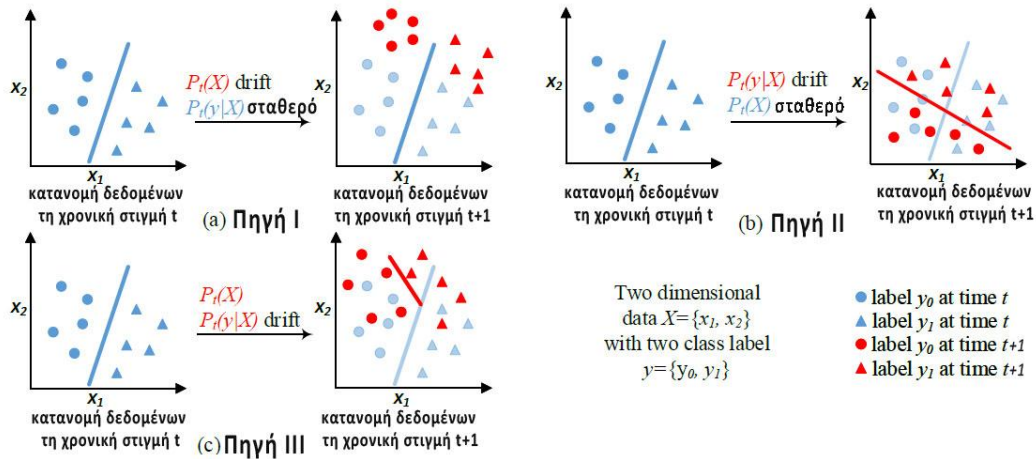 x2
Pt(X) drift
Pt(y|X) σταθερό
x2
x1
x1
κατανομή δεδομένων
τη χρονική στιγμή t
κατανομή δεδομένων
τη χρονική στιγμή t+1
(a) Πηγή I
x2
Pt(y|X) drift
Pt(X) σταθερό
x2
x1
x1
κατανομή δεδομένων
τη χρονική στιγμή t
κατανομή δεδομένων
τη χρονική στιγμή t+1
(b) Πηγή II
x2
Pt(X)
Pt(y|X) drift
x2
x1
x1
κατανομή δεδομένων
τη χρονική στιγμή t
κατανομή δεδομένων
τη χρονική στιγμή t+1
(c) Πηγή III
Two dimensional
data X={x1, x2}
with two class label
y={y0, y1}
label y0 at time t
label y1 at time t
label y0 at time t+1
label y1 at time t+1